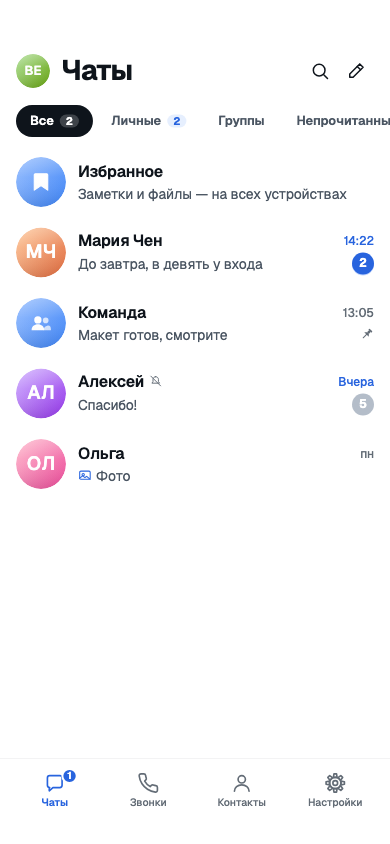 ВЕ Чаты
Все 2 Личные 2 Группы Непрочитанны
Избранное
Заметки и файлы — на всех устройствах
МЧ
Мария Чен 14:22
До завтра, в девять у входа 2
Команда 13:05
Макет готов, смотрите
АЛ
Алексей Вчера
Спасибо! 5
ОЛ
Ольга пн
Фото
1
Чаты Звонки Контакты Настройки